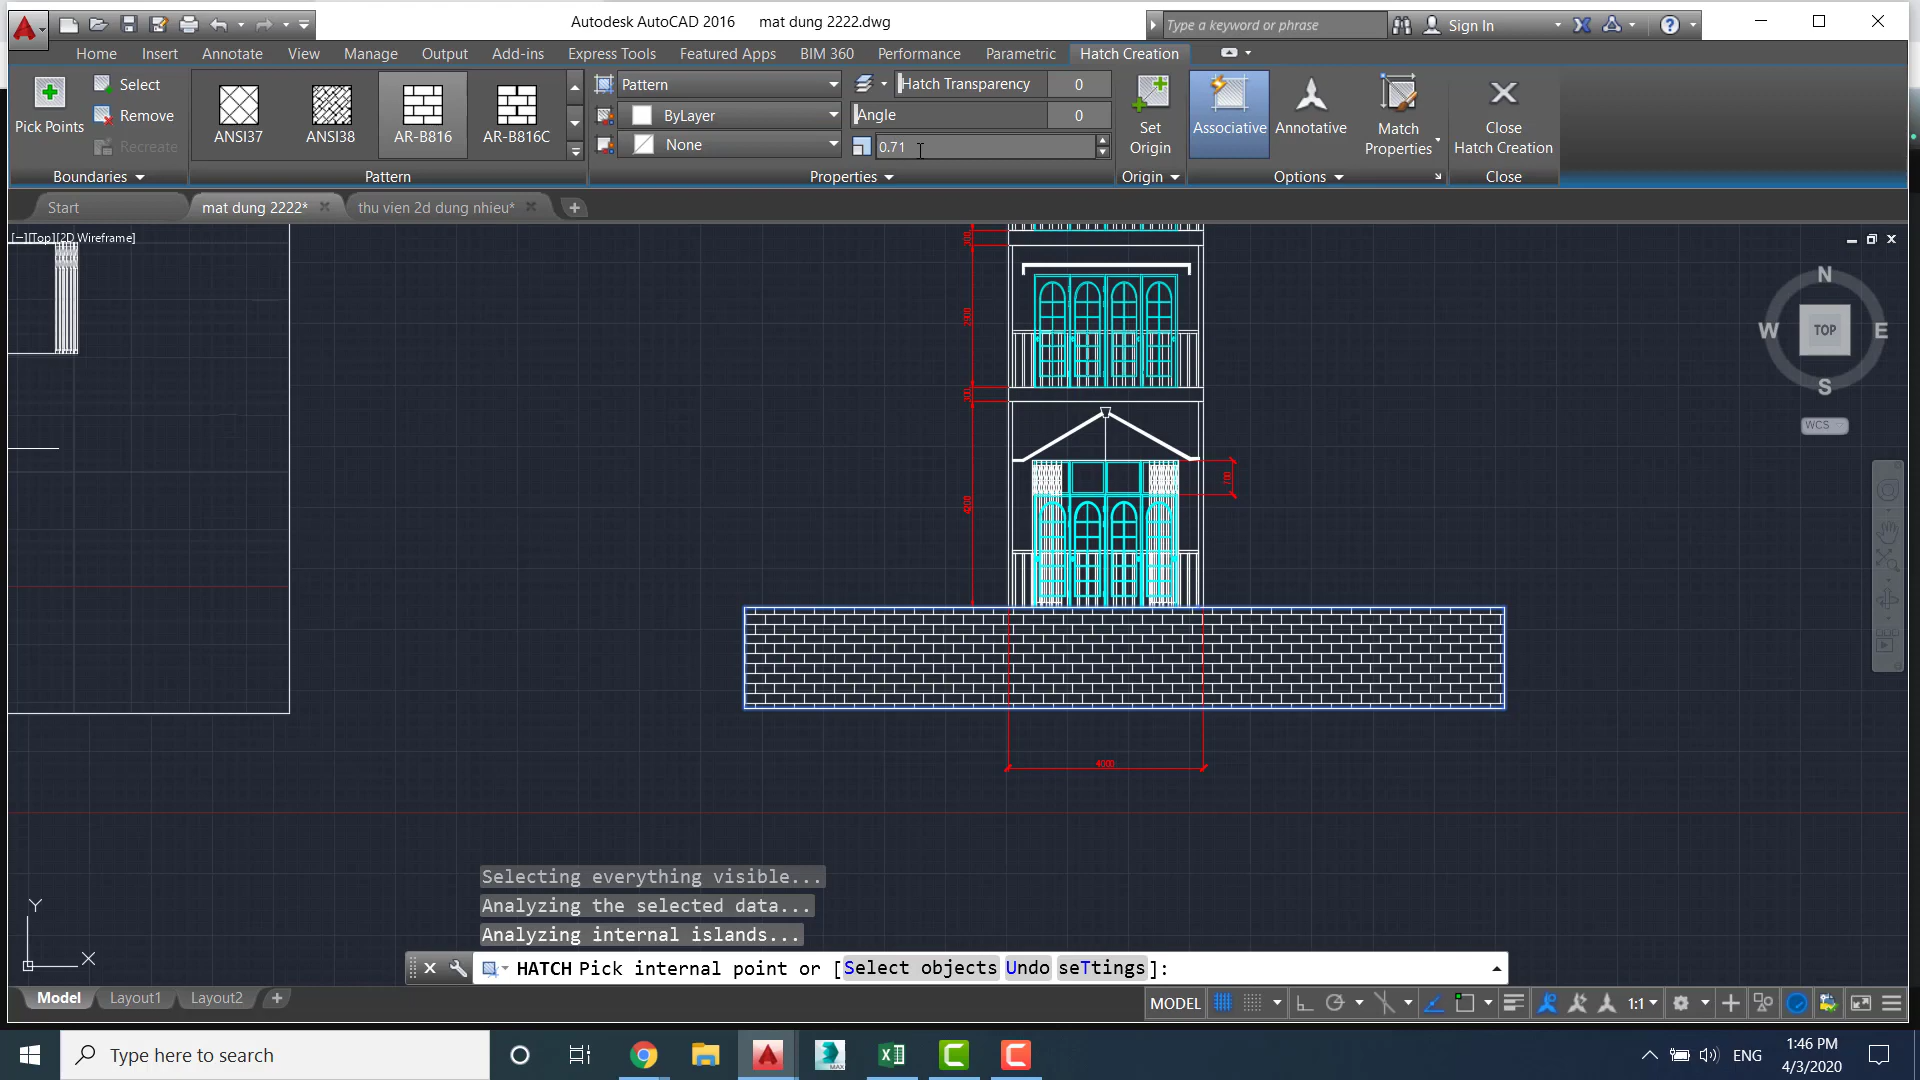 Autodesk AutoCAD 2016 mat dung 2222.dwg
Type a keyword or phrase
Sign In
Home Insert Annotate View Manage Output Add-ins Express Tools Featured Apps BIM 360 Performance Parametric Hatch Creation
Pick Points
Select
Remove
Recreate
Boundaries
ANSI37
ANSI38
AR-B816
AR-B816C
Pattern
Pattern
ByLayer
None
Hatch Transparency 0
Angle 0
0.71
Properties
Set
Origin
Origin
Associative
Annotative
Match
Properties
Options
Close
Hatch Creation
Close
Start
mat dung 2222*
thu vien 2d dung nhieu*
[−][Top][2D Wireframe]
N
W
TOP
E
S
WCS
300
2900
300
4200
700
4000
Y
X
Selecting everything visible...
Analyzing the selected data...
Analyzing internal islands...
HATCH Pick internal point or [Select objects Undo seTtings]:
Model Layout1 Layout2
MODEL
1:1
Type here to search
MAX
ENG
1:46 PM
4/3/2020